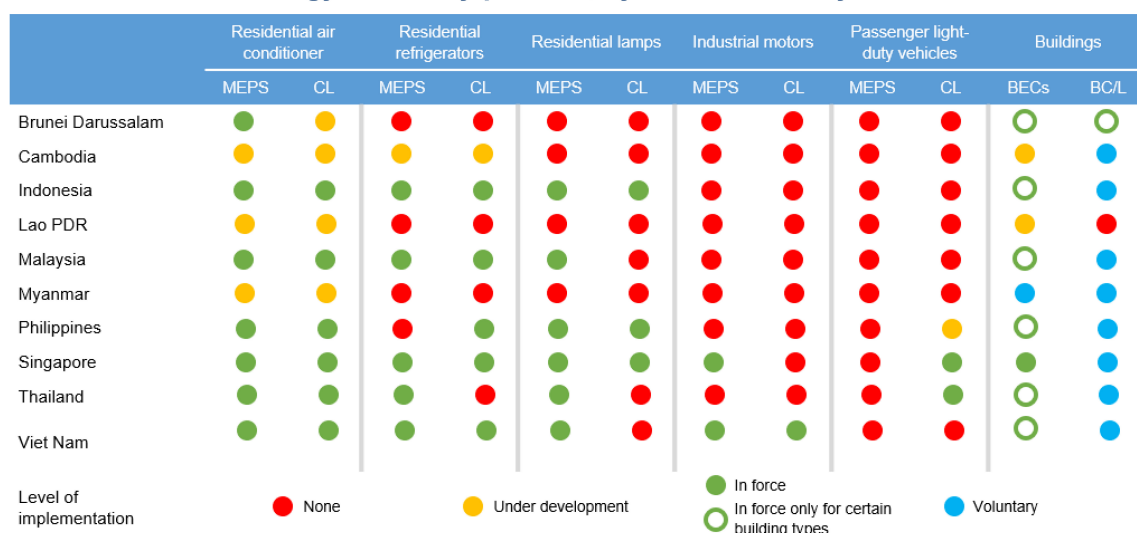 Residential air conditioner
Residential refrigerators
Residential lamps
Industrial motors
Passenger light-duty vehicles
Buildings
MEPS CL MEPS CL MEPS CL MEPS CL MEPS CL BECs BC/L
Brunei Darussalam
Cambodia
Indonesia
Lao PDR
Malaysia
Myanmar
Philippines
Singapore
Thailand
Viet Nam
Level of implementation
None
Under development
In force
In force only for certain building types
Voluntary